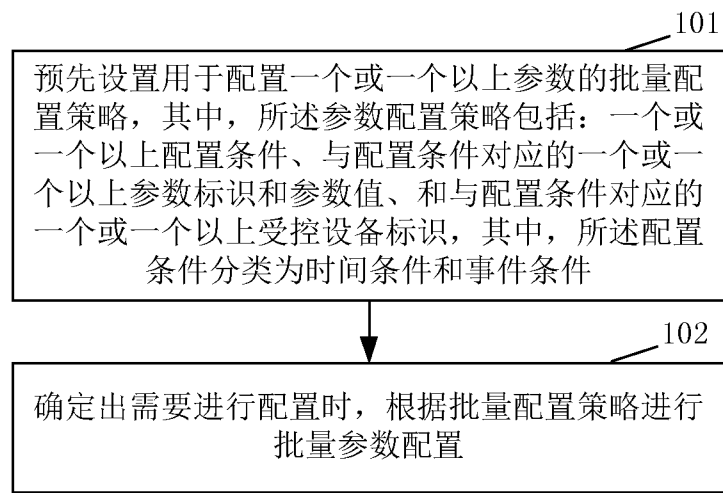 101
预先设置用于配置一个或一个以上参数的批量配
置策略，其中，所述参数配置策略包括：一个或
一个以上配置条件、与配置条件对应的一个或一
个以上参数标识和参数值、和与配置条件对应的
一个或一个以上受控设备标识，其中，所述配置
条件分类为时间条件和事件条件
102
确定出需要进行配置时，根据批量配置策略进行
批量参数配置